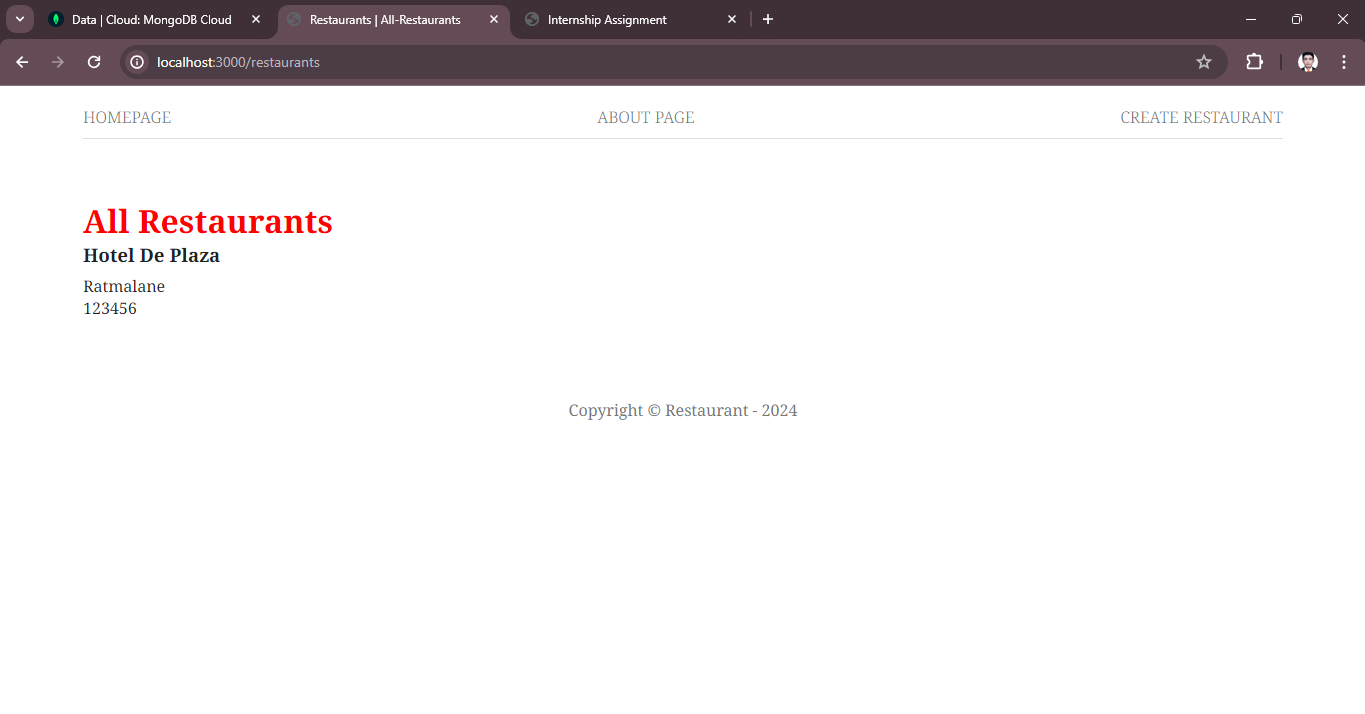 Data | Cloud: MongoDB Cloud
Restaurants | All-Restaurants
Internship Assignment
localhost:3000/restaurants
HOMEPAGE ABOUT PAGE CREATE RESTAURANT
All Restaurants
Hotel De Plaza
Ratmalane
123456
Copyright © Restaurant - 2024